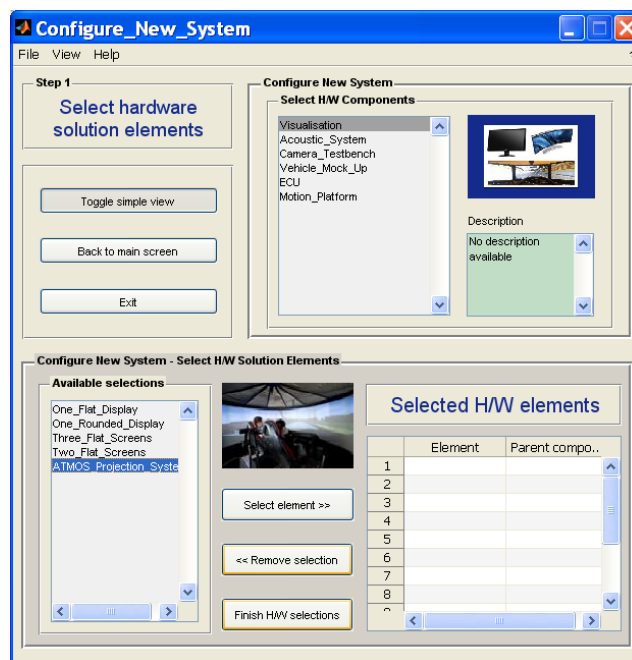 Configure_New_System
File View Help
Step 1
Select hardware
solution elements
Toggle simple view
Back to main screen
Exit
Configure New System
Select H/W Components
Visualisation
Acoustic_System
Camera_Testbench
Vehicle_Mock_Up
ECU
Motion_Platform
Description
No description
available
Configure New System - Select H/W Solution Elements
Available selections
One_Flat_Display
One_Rounded_Display
Three_Flat_Screens
Two_Flat_Screens
ATMOS_Projection_Syste
Select element >>
<< Remove selection
Finish H/W selections
Selected H/W elements
Element Parent compo..
1
2
3
4
5
6
7
8